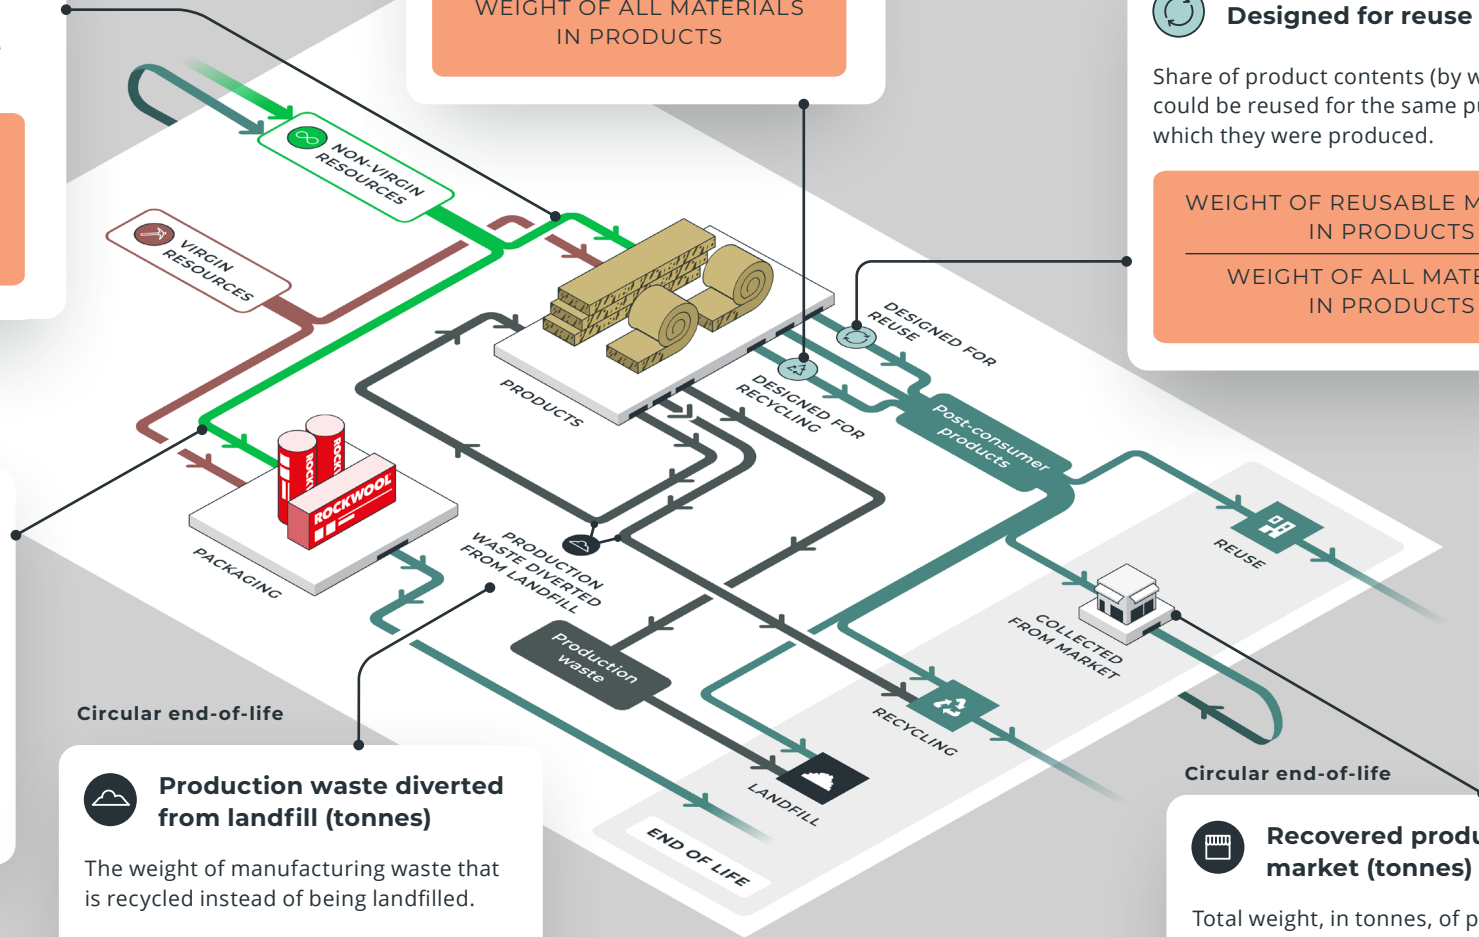 WEIGHT OF ALL MATERIALS
IN PRODUCTS
Designed for reuse
Share of product contents (by
could be reused for the same
which they were produced.
WEIGHT OF REUSABLE
IN PRODUCTS
WEIGHT OF ALL
IN PRODUCTS
NON-VIRGIN
RESOURCES
VIRGIN
RESOURCES
PRODUCTS
DESIGNED FOR
REUSE
DESIGNED FOR
RECYCLING
Post-consumer
products
ROCKWOOL
PACKAGING
PRODUCTION
WASTE DIVERTED
FROM LANDFILL
Production
waste
REUSE
COLLECTED
FROM MARKET
RECYCLING
LANDFILL
END OF LIFE
Circular end-of-life
Production waste diverted
from landfill (tonnes)
The weight of manufacturing waste that
is recycled instead of being landfilled.
Circular end-of-life
Recovered
market (tonnes)
Total weight, in tonnes, of